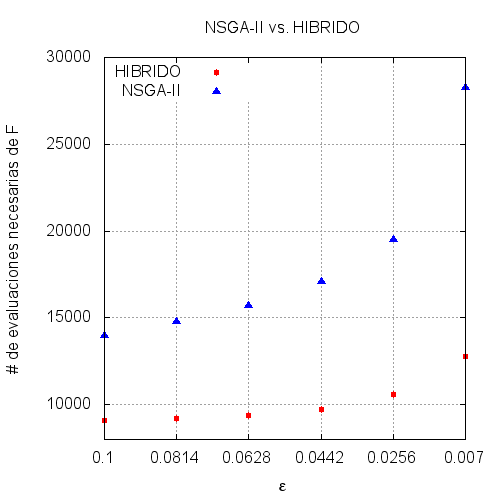 NSGA-II vs. HIBRIDO
HIBRIDO
NSGA-II
# de evaluaciones necesarias de F
30000
25000
20000
15000
10000
0.1 0.0814 0.0628 0.0442 0.0256 0.007
ε